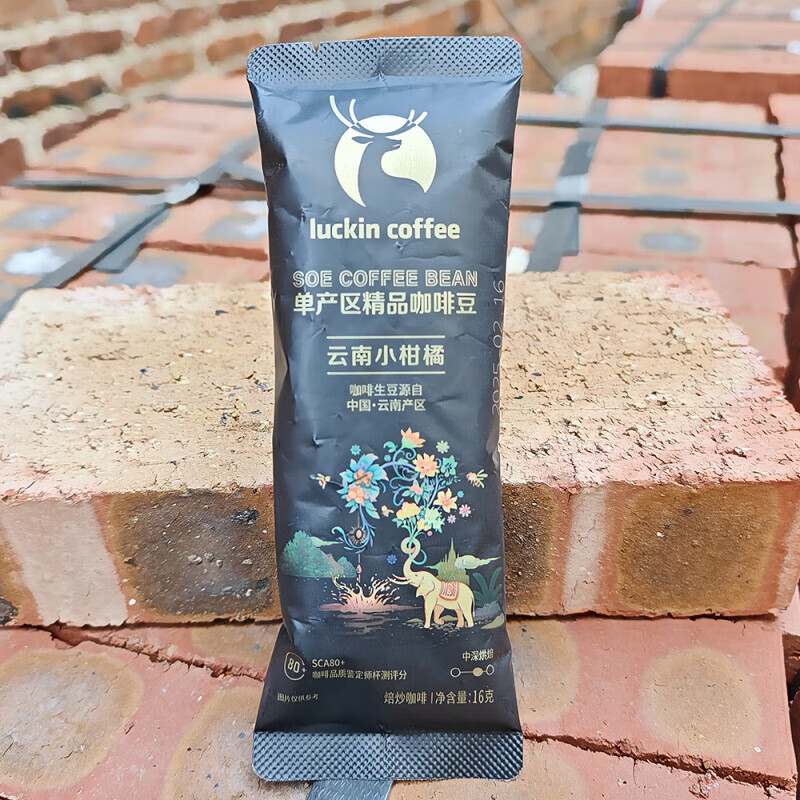 luckin coffee
SOE COFFEE BEAN
单产区精品咖啡豆
云南小柑橘
咖啡生豆源自
中国·云南产区
2025 02 16
80+
SCA80+
咖啡品质鉴定师杯测评分
中深烘焙
图片仅供参考
焙炒咖啡 | 净含量:16克